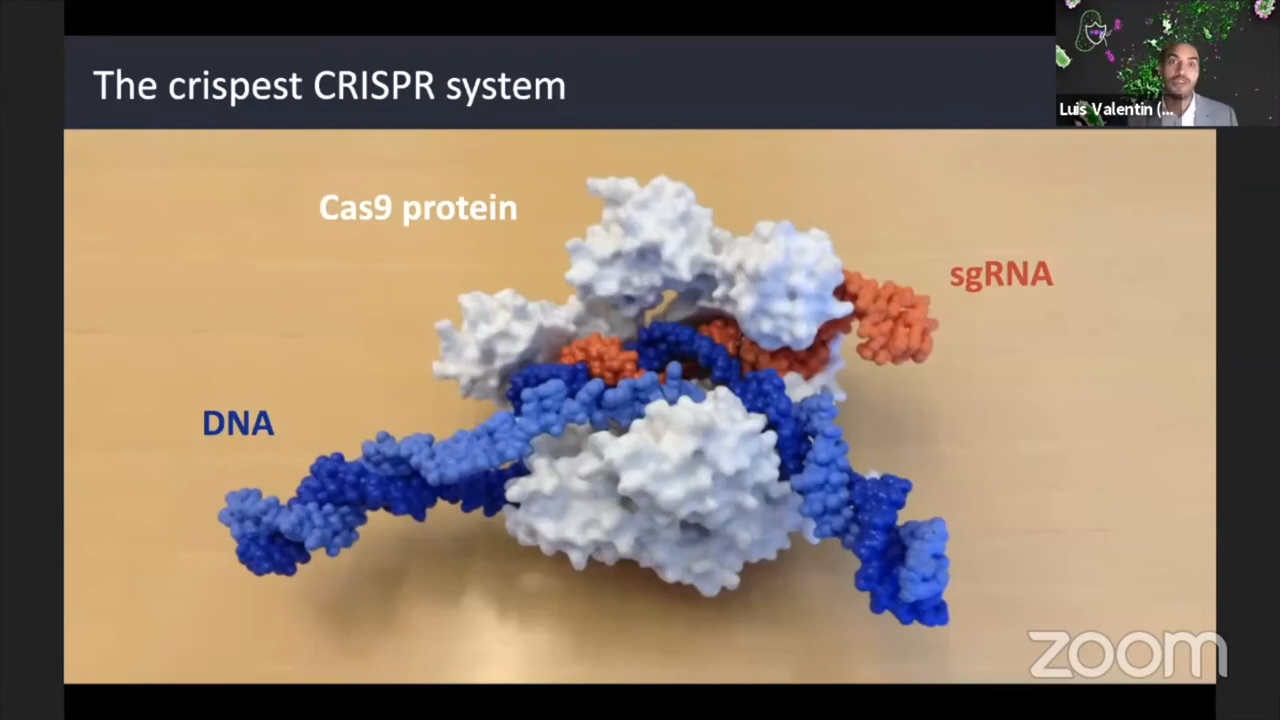 The crispest CRISPR system
Luis Valentin (...
Cas9 protein
sgRNA
DNA
zoom